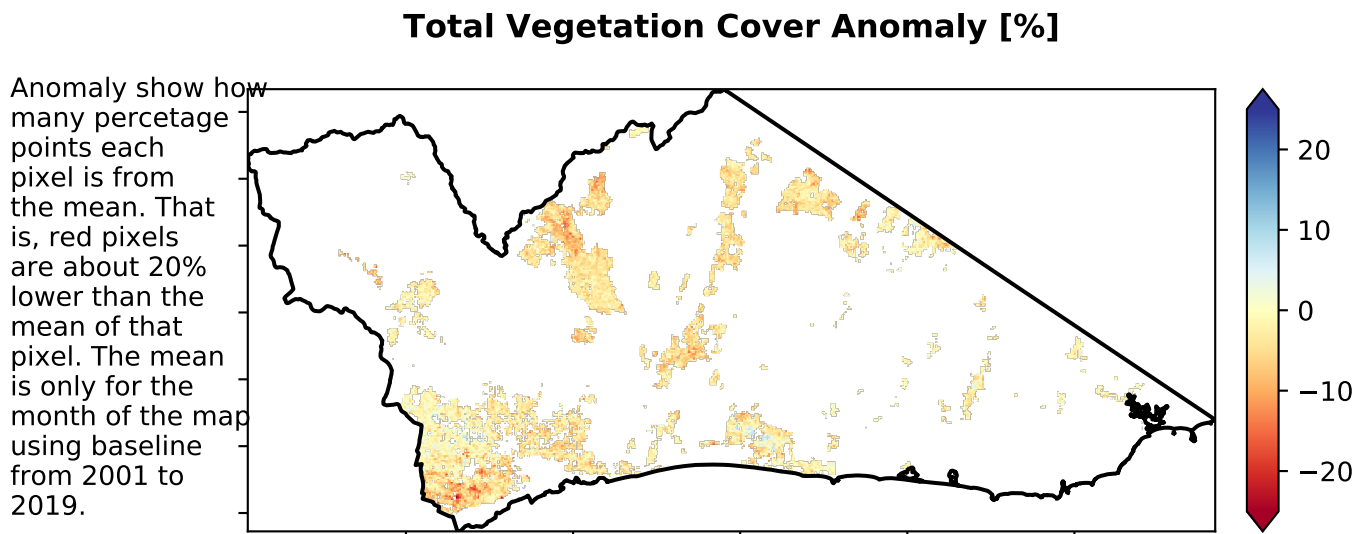 Total Vegetation Cover Anomaly [%]
Anomaly show how
many percetage
points each
pixel is from
the mean. That
is, red pixels
are about 20%
lower than the
mean of that
pixel. The mean
is only for the
month of the map
using baseline
from 2001 to
2019.
20
10
0
−10
−20